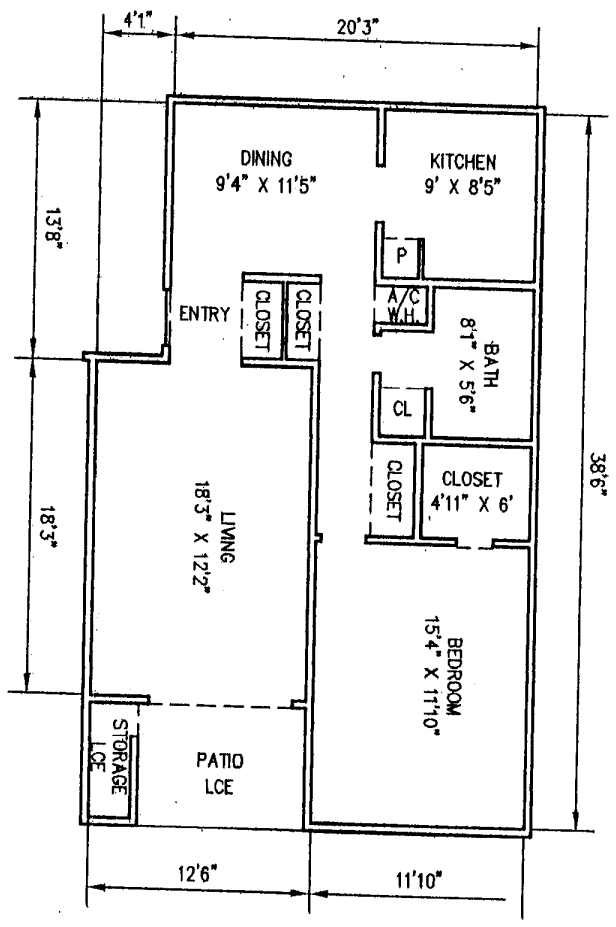 4'1"
20'3"
DINING
9'4" X 11'5"
KITCHEN
9' X 8'5"
13'8"
P
ENTRY
CLOSET
CLOSET
A/C
W.H.
BATH
8'1" X 5'6"
CL
38'6"
CLOSET
CLOSET
4'11" X 6'
18'3"
LIVING
18'3" X 12'2"
BEDROOM
15'4" X 11'10"
STORAGE
LCE
PATIO
LCE
12'6"
11'10"